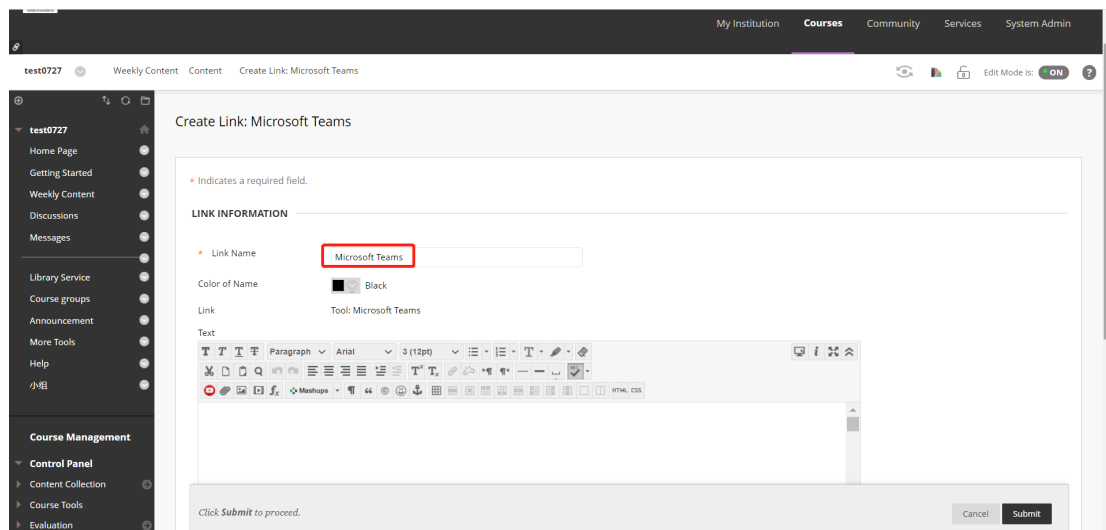 My Institution Courses Community Services System Admin
test0727 Weekly Content Content Create Link: Microsoft Teams Edit Mode is: ON ?
test0727
Home Page
Getting Started
Weekly Content
Discussions
Messages
Library Service
Course groups
Announcement
More Tools
Help
小组
Course Management
Control Panel
Content Collection
Course Tools
Evaluation
Create Link: Microsoft Teams
* Indicates a required field.
LINK INFORMATION
* Link Name Microsoft Teams
Color of Name Black
Link Tool: Microsoft Teams
Text
T T T T Paragraph Arial 3 (12pt) T
T T
Mashups HTML CSS
Click Submit to proceed. Cancel Submit